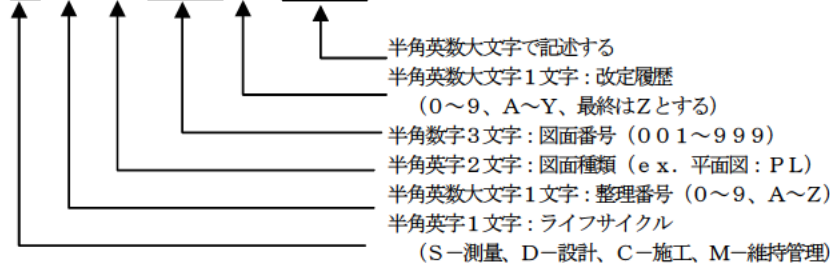 半角英数大文字で記述する
半角英数大文字1文字：改定履歴
（0～9、A～Y、最終はZとする）
半角数字3文字：図面番号（001～999）
半角英字2文字：図面種類（ex．平面図：PL）
半角英数大文字1文字：整理番号（0～9、A～Z）
半角英字1文字：ライフサイクル
（S－測量、D－設計、C－施工、M－維持管理）